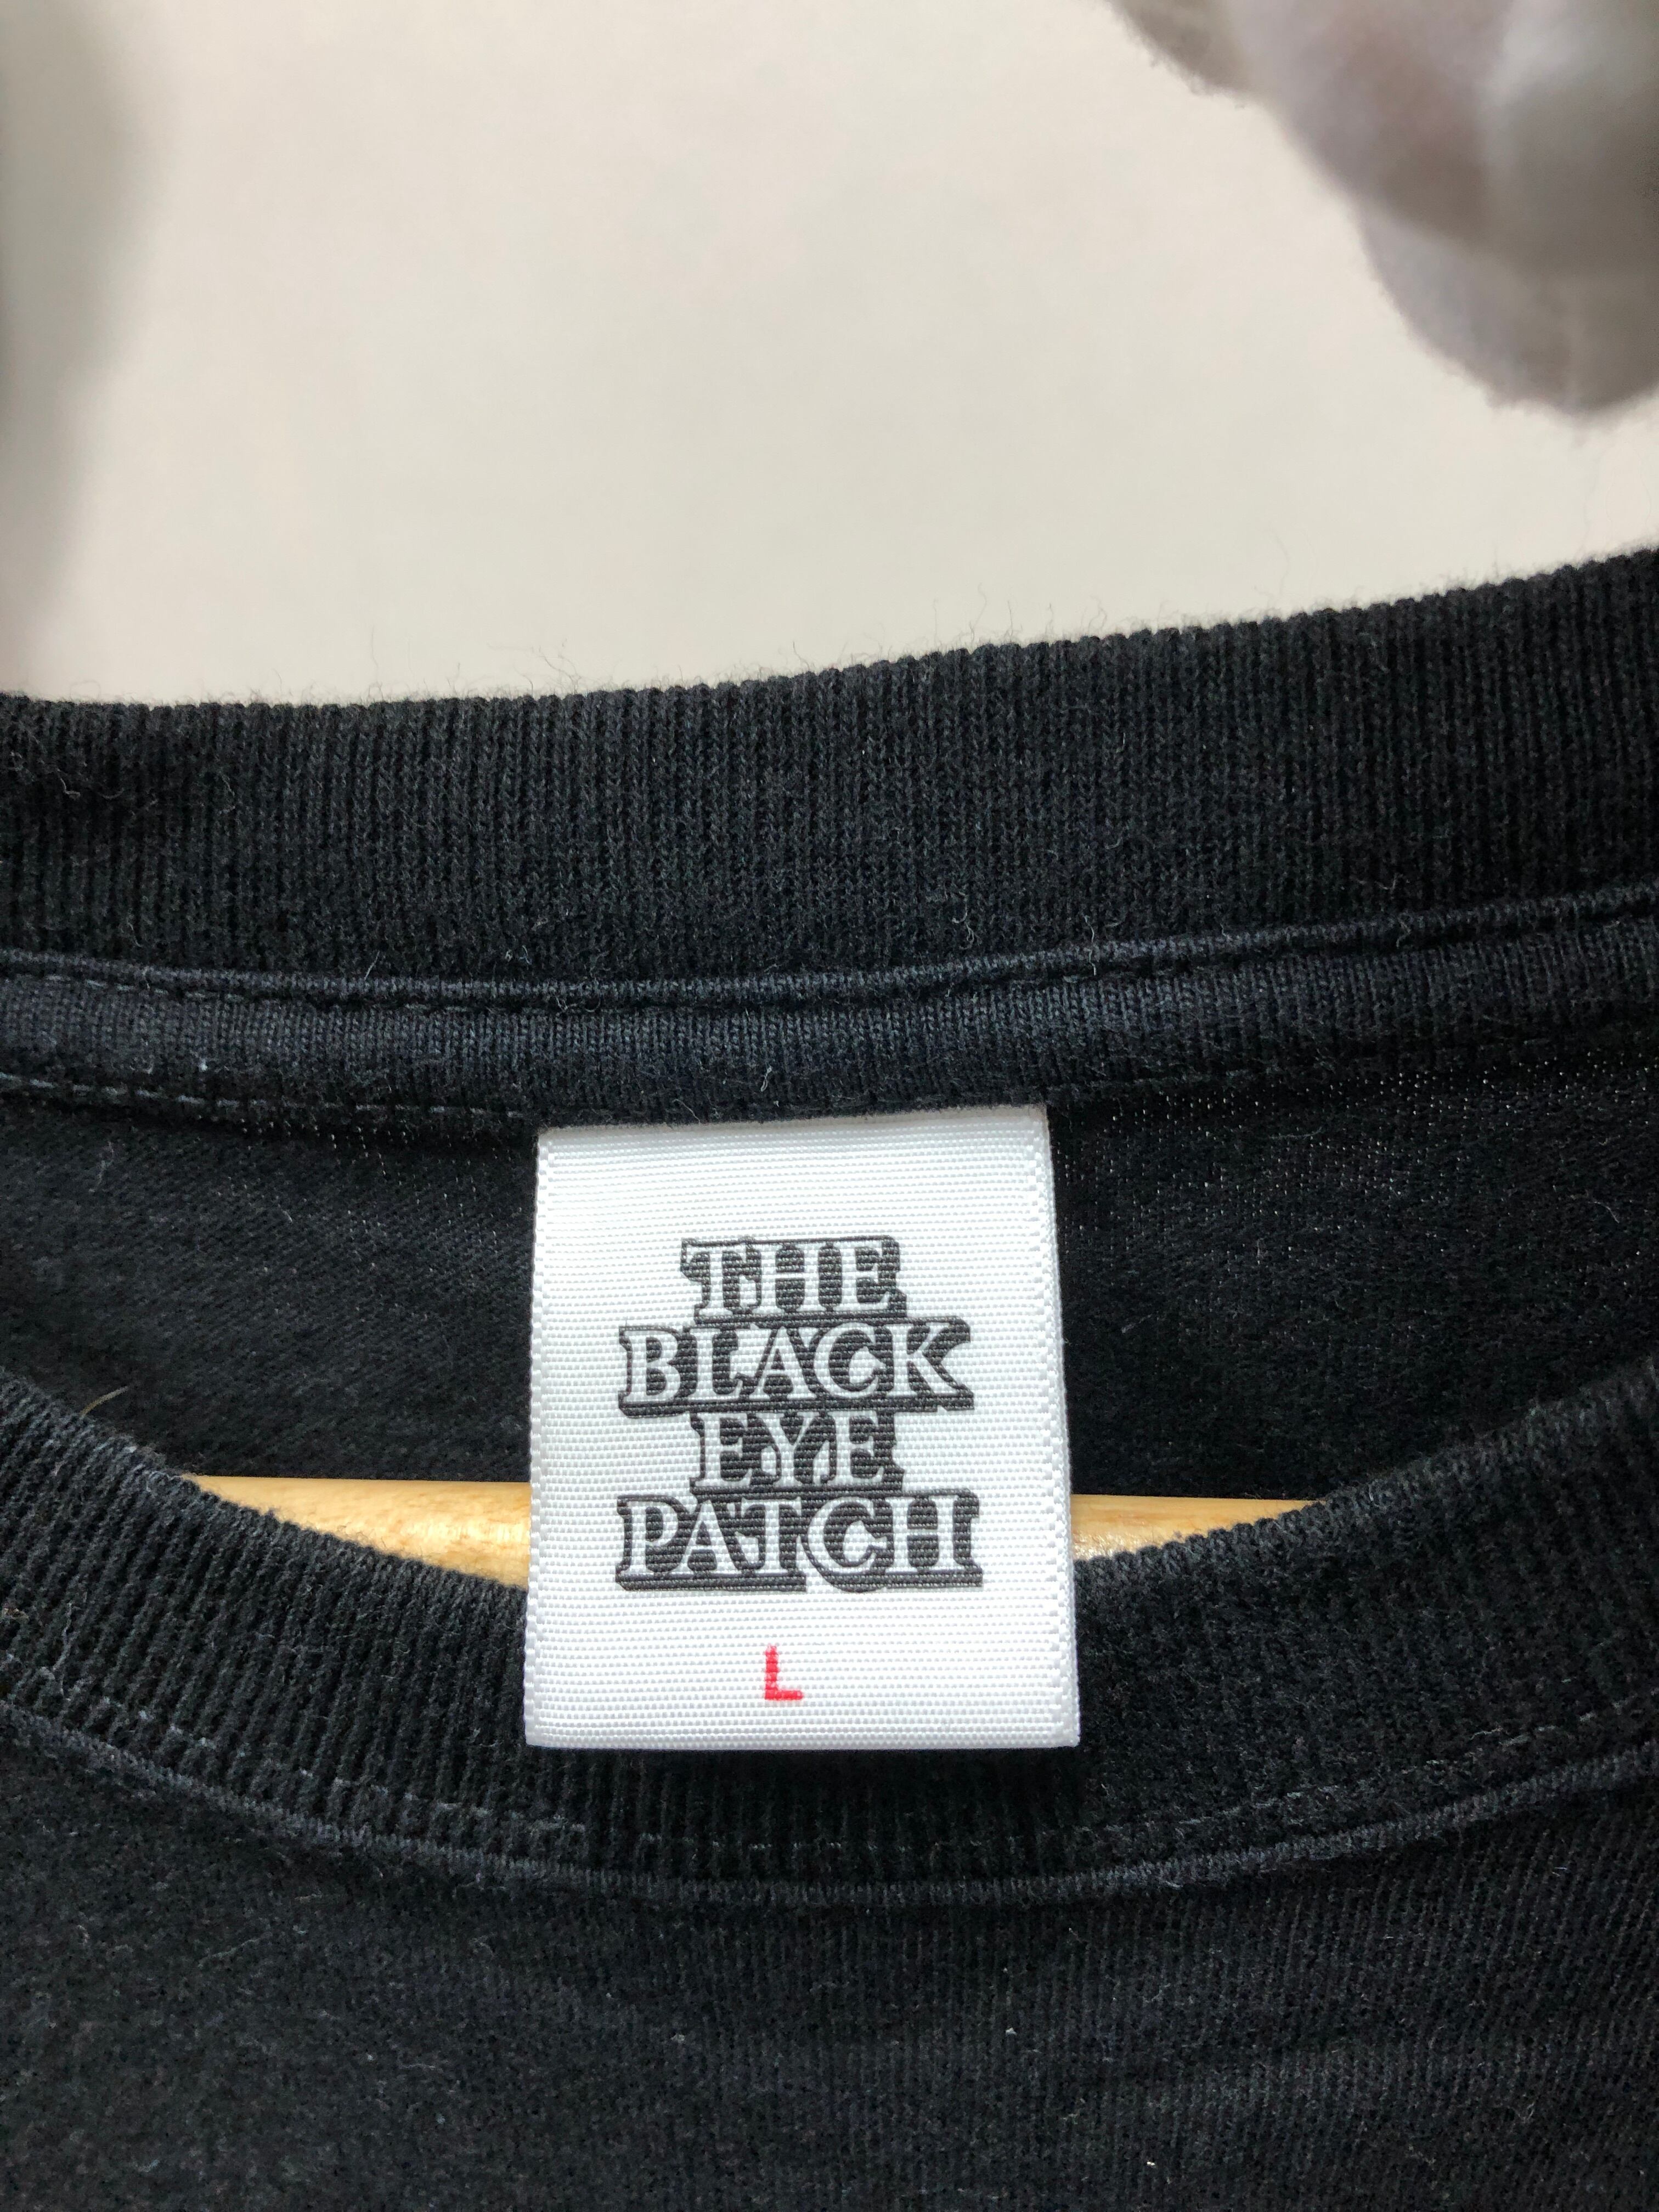 THE
BLACK
EYE
PATCH
L